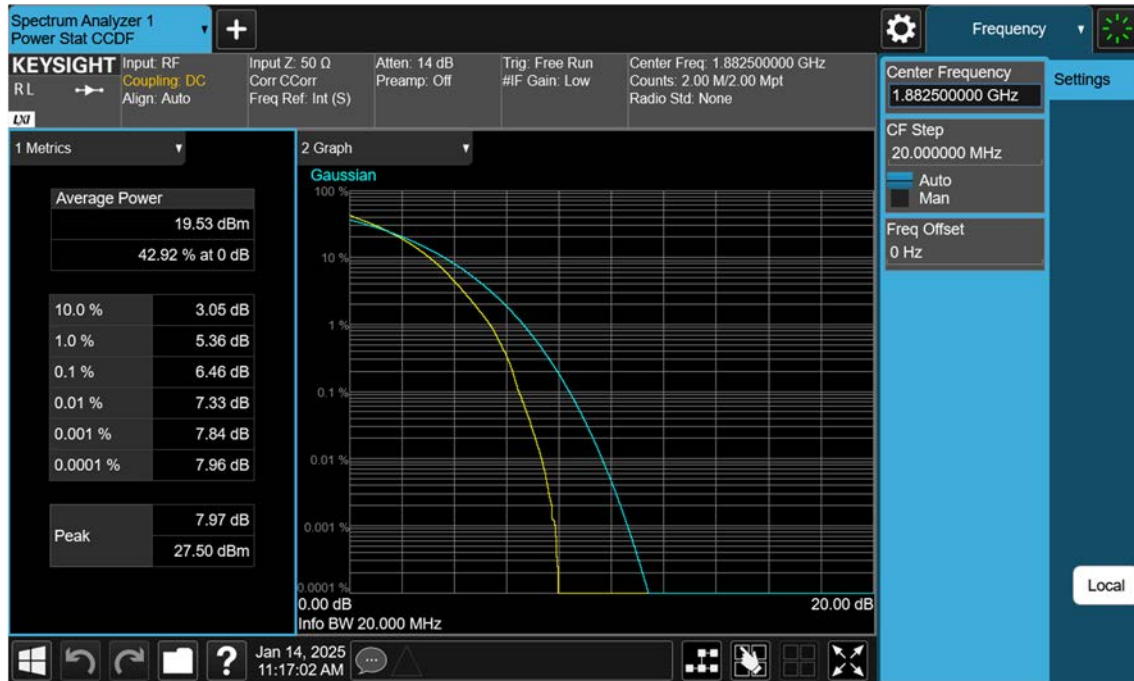 Spectrum Analyzer 1
Power Stat CCDF
+
Frequency
KEYSIGHT
RL
LXI
Input: RF
Coupling: DC
Align: Auto
Input Z: 50 Ω
Corr CCorr
Freq Ref: Int (S)
Atten: 14 dB
Preamp: Off
Trig: Free Run
#IF Gain: Low
Center Freq: 1.882500000 GHz
Counts: 2.00 M/2.00 Mpt
Radio Std: None
Center Frequency
1.882500000 GHz
Settings
CF Step
20.000000 MHz
Auto
Man
Freq Offset
0 Hz
Local
1 Metrics
Average Power
19.53 dBm
42.92 % at 0 dB
10.0 % 3.05 dB
1.0 % 5.36 dB
0.1 % 6.46 dB
0.01 % 7.33 dB
0.001 % 7.84 dB
0.0001 % 7.96 dB
Peak
7.97 dB
27.50 dBm
2 Graph
Gaussian
100 %
10 %
1 %
0.1 %
0.01 %
0.001 %
0.0001 %
0.00 dB 20.00 dB
Info BW 20.000 MHz
?
Jan 14, 2025
11:17:02 AM